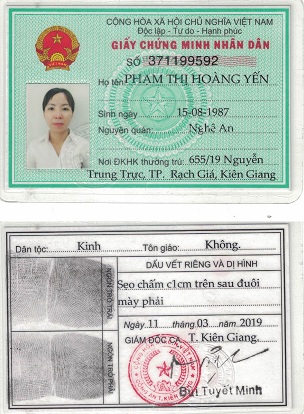 CỘNG HÒA XÃ HỘI CHỦ NGHĨA VIỆT NAM
Độc lập - Tự do - Hạnh phúc
GIẤY CHỨNG MINH NHÂN DÂN
SỐ 371199592
Họ tên PHẠM THỊ HOÀNG YẾN
Sinh ngày 15-08-1987
Nguyên quán Nghệ An
Nơi ĐKHK thường trú: 655/19 Nguyễn
Trung Trực, TP. Rạch Giá, Kiên Giang
Dân tộc: Kinh Tôn giáo: Không.
DẤU VẾT RIÊNG VÀ DỊ HÌNH
Sẹo chấm c1cm trên sau đuôi
mày phải
NGÓN TRỎ TRÁI
Ngày 11 tháng 03 năm 2019
GIÁM ĐỐC CA T. Kiên Giang.
NGÓN TRỎ PHẢI
Bùi Tuyết Minh